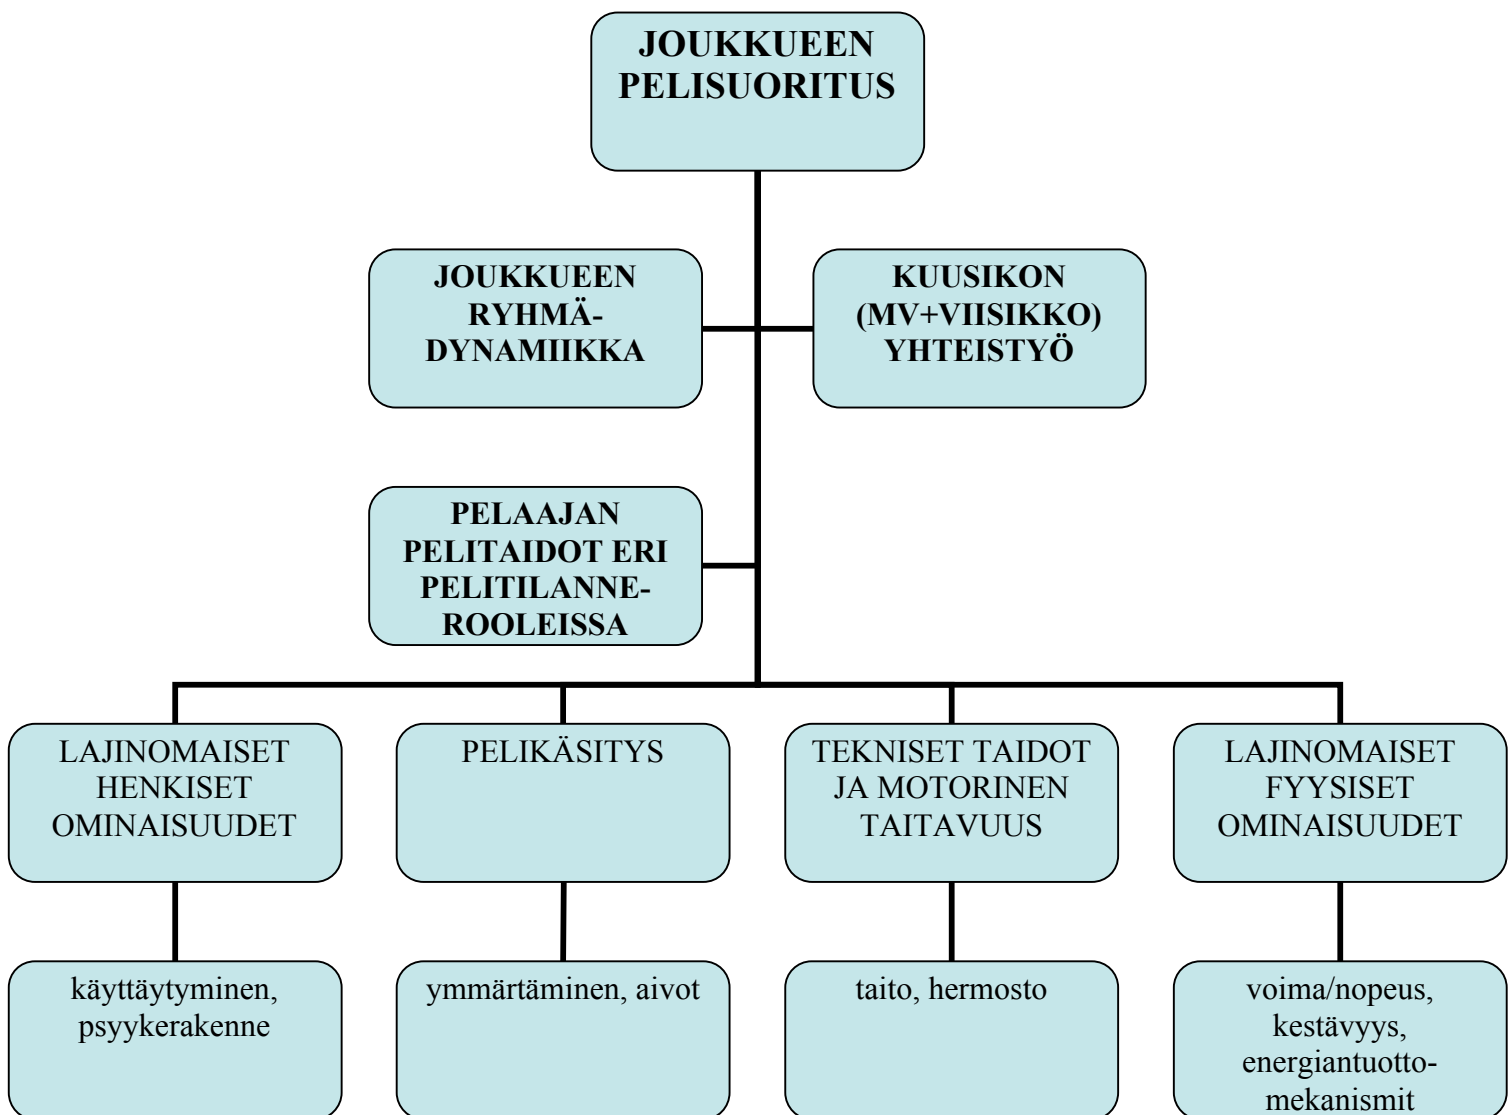 JOUKKUEEN
PELISUORITUS
JOUKKUEEN
RYHMÄ-
DYNAMIIKKA
KUUSIKON
(MV+VIISIKKO)
YHTEISTYÖ
PELAAJAN
PELITAIDOT ERI
PELITILANNE-
ROOLEISSA
LAJINOMAISET
HENKISET
OMINAISUUDET
PELIKÄSITYS
TEKNISET TAIDOT
JA MOTORINEN
TAITAVUUS
LAJINOMAISET
FYYSISET
OMINAISUUDET
käyttäytyminen,
psyykerakenne
ymmärtäminen, aivot
taito, hermosto
voima/nopeus,
kestävyys,
energiantuotto-
mekanismit